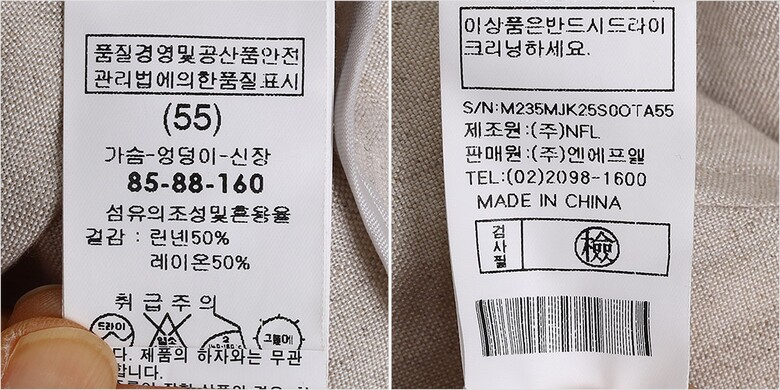 품질경영및공산품안전
관리법에의한품질표시
(55)
가슴-엉덩이-신장
85-88-160
섬유의조성및혼용율
겉감 : 린넨50%
레이온50%
취급주의
드라이
염소
그늘에
다. 제품의 하자와는 무관
합니다.
이상품은반드시드라이
크리닝하세요.
S/N:M235MJK25S0OTA55
제조원:(주)NFL
판매원:(주)엔에프엘
TEL:(02)2098-1600
MADE IN CHINA
검사필
檢